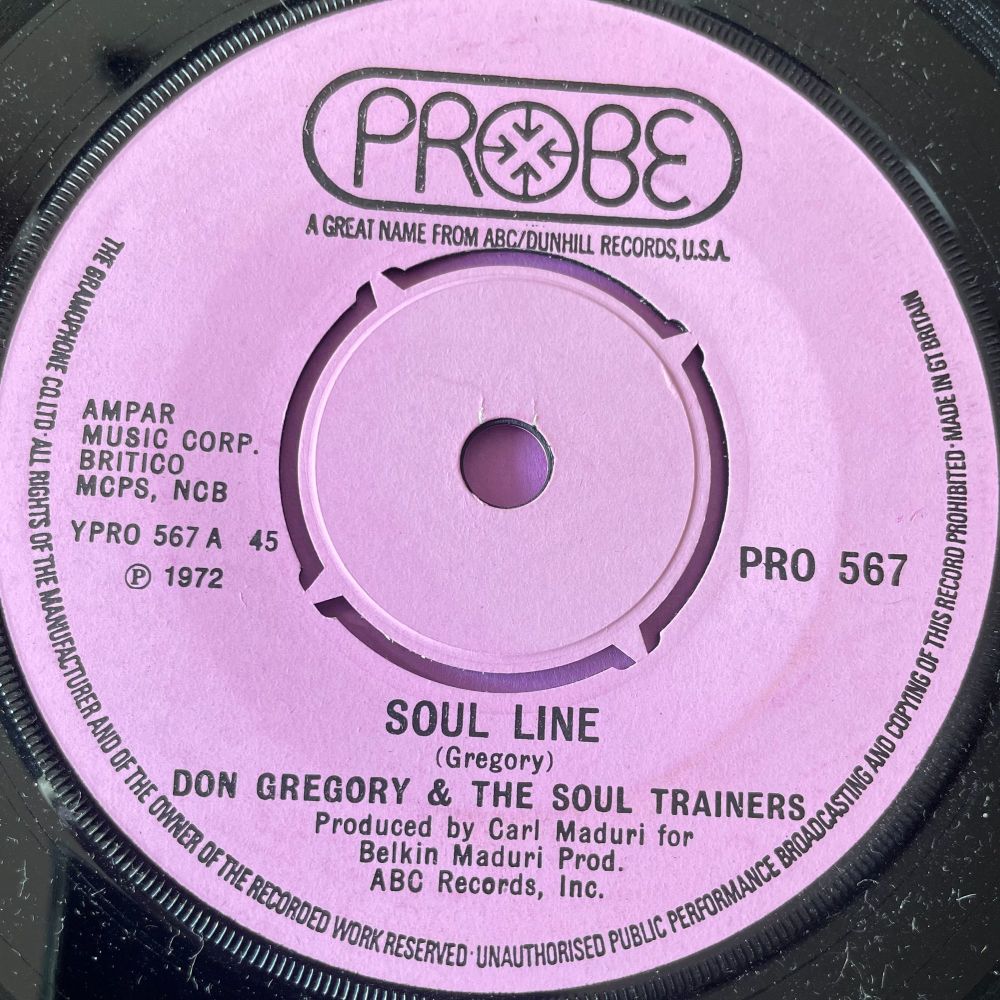 PROBE
A GREAT NAME FROM ABC/DUNHILL RECORDS, U.S.A.
AMPAR
MUSIC CORP.
BRITICO
MCPS, NCB
YPRO 567 A 45
℗ 1972
PRO 567
SOUL LINE
(Gregory)
DON GREGORY & THE SOUL TRAINERS
Produced by Carl Maduri for
Belkin Maduri Prod.
ABC Records, Inc.
THE GRAMOPHONE CO. LTD · ALL RIGHTS OF THE MANUFACTURER AND OF THE OWNER OF THE RECORDED WORK RESERVED · UNAUTHORISED PUBLIC PERFORMANCE BROADCASTING AND COPYING OF THIS RECORD PROHIBITED · MADE IN GT BRITAIN